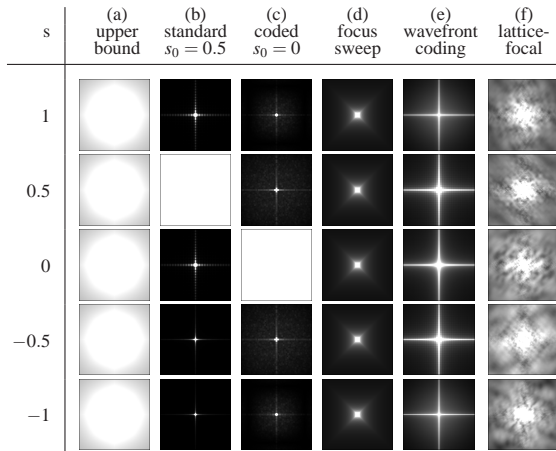 (a) (b) (c) (d) (e) (f)
s upper standard coded focus wavefront lattice-
bound s₀ = 0.5 s₀ = 0 sweep coding focal
1
0.5
0
−0.5
−1